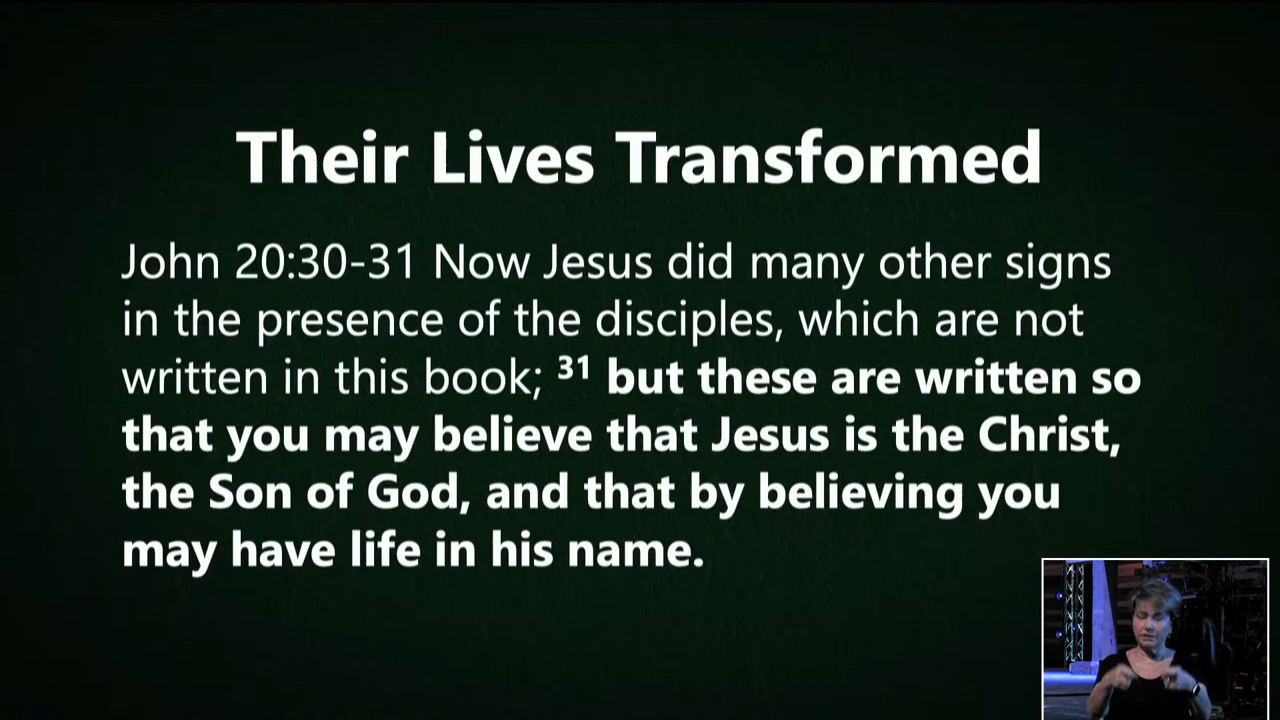 Their Lives Transformed
John 20:30-31 Now Jesus did many other signs
in the presence of the disciples, which are not
written in this book; ³¹ but these are written so
that you may believe that Jesus is the Christ,
the Son of God, and that by believing you
may have life in his name.